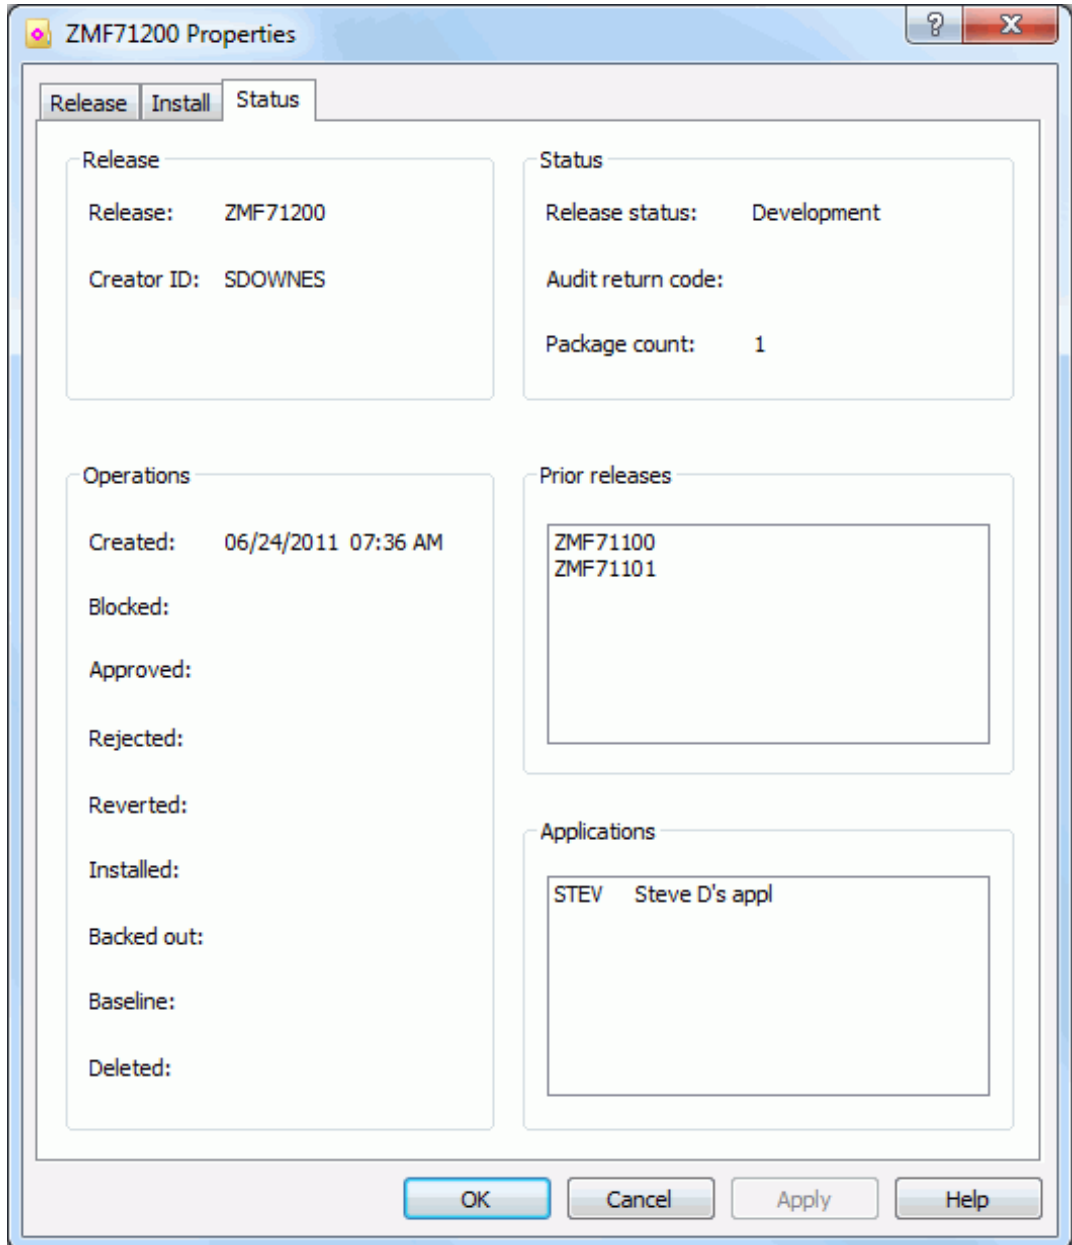 ZMF71200 Properties
Release Install Status
Release
Release: ZMF71200
Creator ID: SDOWNES
Status
Release status: Development
Audit return code:
Package count: 1
Operations
Created: 06/24/2011 07:36 AM
Blocked:
Approved:
Rejected:
Reverted:
Installed:
Backed out:
Baseline:
Deleted:
Prior releases
ZMF71100
ZMF71101
Applications
STEV Steve D's appl
OK Cancel Apply Help